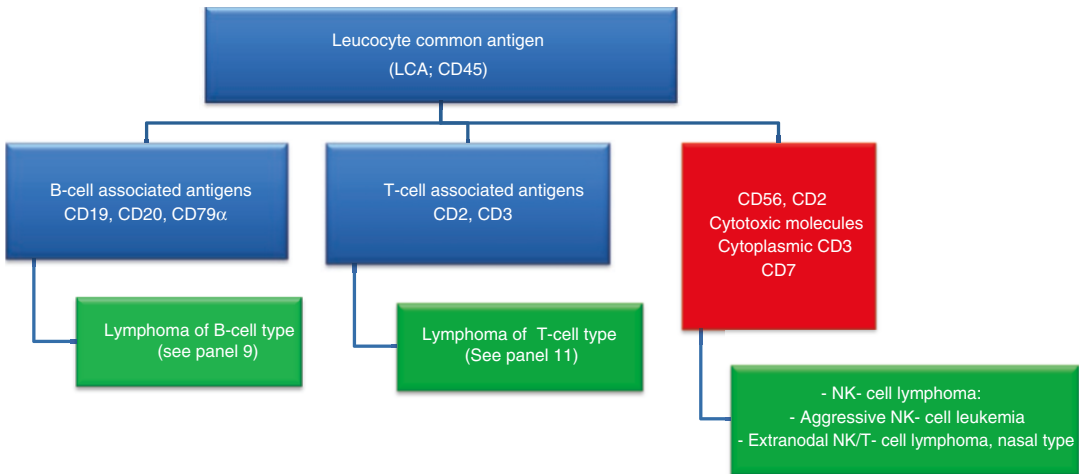 Leucocyte common antigen
(LCA; CD45)
B-cell associated antigens
CD19, CD20, CD79α
T-cell associated antigens
CD2, CD3
CD56, CD2
Cytotoxic molecules
Cytoplasmic CD3
CD7
Lymphoma of B-cell type
(see panel 9)
Lymphoma of T-cell type
(See panel 11)
- NK- cell lymphoma:
- Aggressive NK- cell leukemia
- Extranodal NK/T- cell lymphoma, nasal type